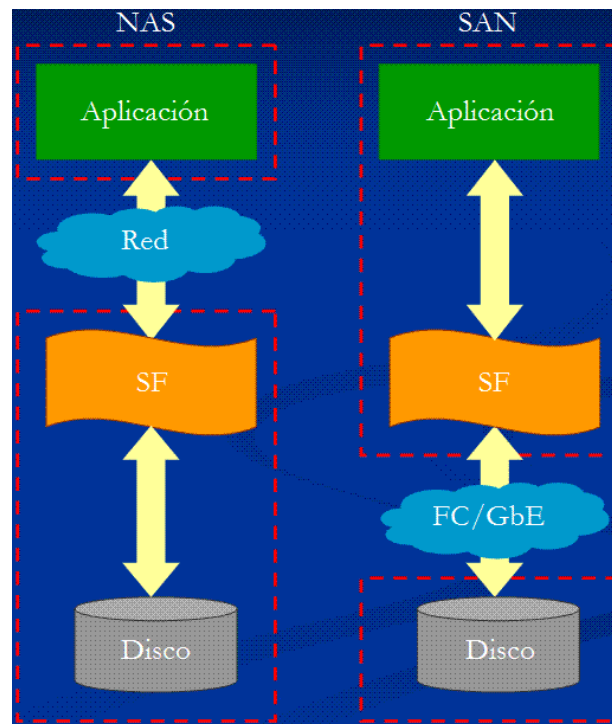 NAS
SAN
Aplicación
Aplicación
Red
SF
SF
FC/GbE
Disco
Disco